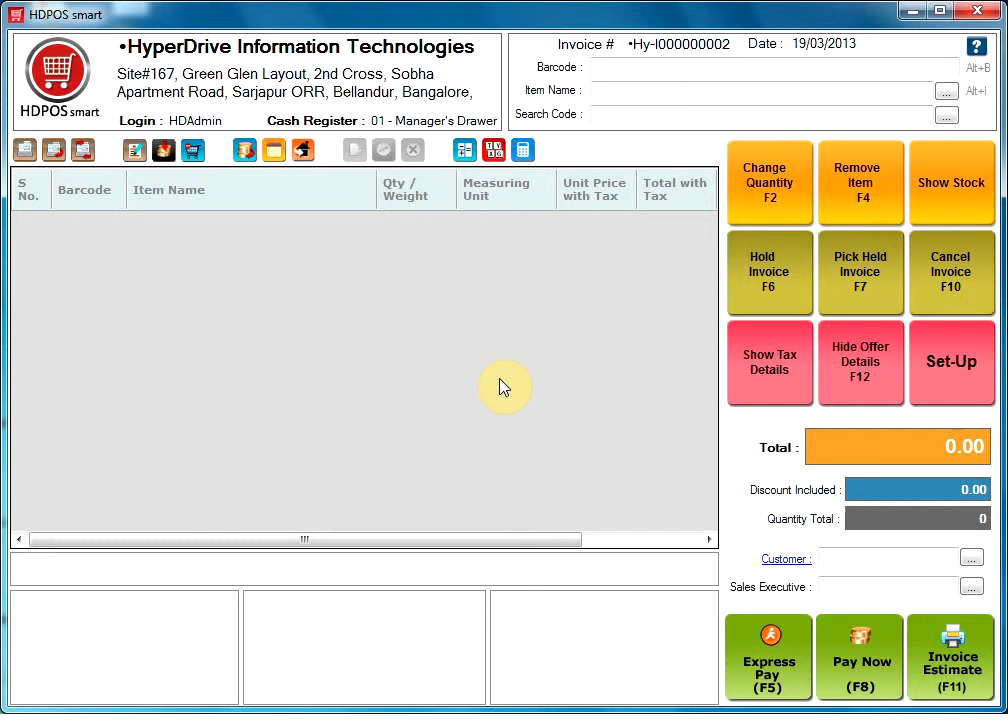 HDPOS smart
HDPOS smart
•HyperDrive Information Technologies
Site#167, Green Glen Layout, 2nd Cross, Sobha
Apartment Road, Sarjapur ORR, Bellandur, Bangalore,
Login : HDAdmin Cash Register : 01 - Manager's Drawer
Invoice # •Hy-I000000002 Date : 19/03/2013
?
Barcode :
Alt+B
Item Name :
... Alt+I
Search Code :
...
S No.
Barcode
Item Name
Qty / Weight
Measuring Unit
Unit Price with Tax
Total with Tax
Change Quantity F2
Remove Item F4
Show Stock
Hold Invoice F6
Pick Held Invoice F7
Cancel Invoice F10
Show Tax Details
Hide Offer Details F12
Set-Up
Total : 0.00
Discount Included : 0.00
Quantity Total : 0
Customer : ...
Sales Executive : ...
Express Pay (F5)
Pay Now (F8)
Invoice Estimate (F11)